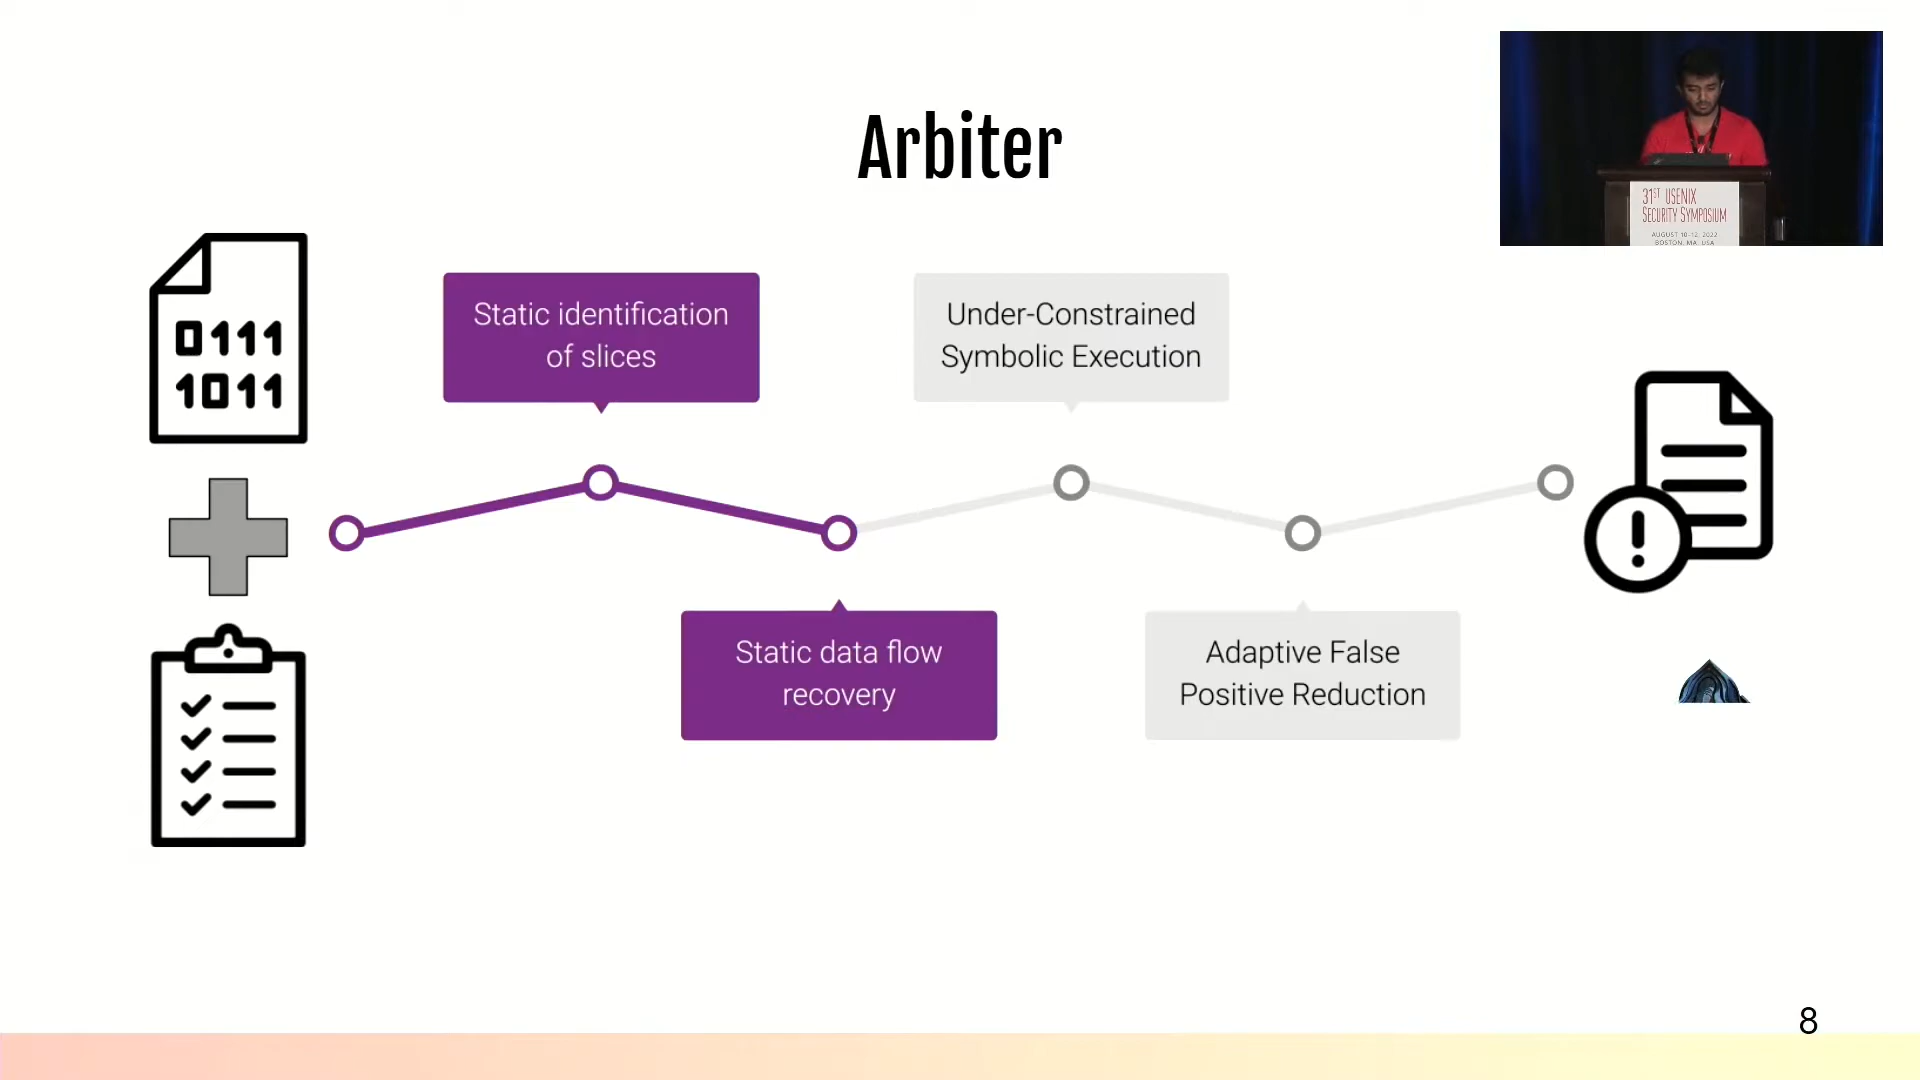 Arbiter
31ST USENIX
SECURITY SYMPOSIUM
AUGUST 10-12, 2022
BOSTON, MA, USA
0111
1011
Static identification
of slices
Under-Constrained
Symbolic Execution
Static data flow
recovery
Adaptive False
Positive Reduction
8